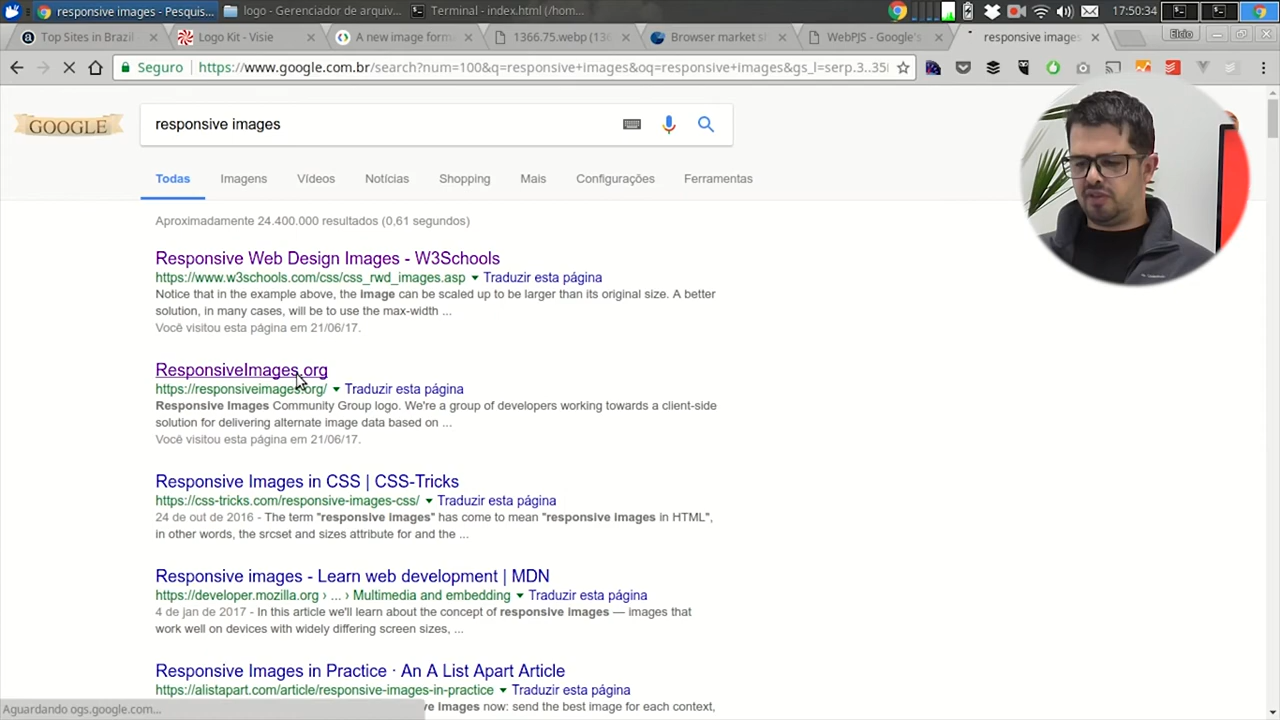 responsive images - Pesquis...
logo - Gerenciador de arquiv...
Terminal - index.html (/hom...
17:50:34
Top Sites in Brazil
Logo Kit - Visie
A new image form
1366.75.webp (136
Browser market s
WebPJS - Google's
responsive images
Elcio
Seguro
https://www.google.com.br/search?num=100&q=responsive+images&oq=responsive+images&gs_l=serp.3..35i
GOOGLE
responsive images
Todas Imagens Vídeos Notícias Shopping Mais Configurações Ferramentas
Aproximadamente 24.400.000 resultados (0,61 segundos)
Responsive Web Design Images - W3Schools
https://www.w3schools.com/css/css_rwd_images.asp Traduzir esta página
Notice that in the example above, the image can be scaled up to be larger than its original size. A better
solution, in many cases, will be to use the max-width ...
Você visitou esta página em 21/06/17.
ResponsiveImages.org
https://responsiveimages.org/ Traduzir esta página
Responsive Images Community Group logo. We're a group of developers working towards a client-side
solution for delivering alternate image data based on ...
Você visitou esta página em 21/06/17.
Responsive Images in CSS | CSS-Tricks
https://css-tricks.com/responsive-images-css/ Traduzir esta página
24 de out de 2016 - The term "responsive images" has come to mean "responsive images in HTML",
in other words, the srcset and sizes attribute for and the ...
Responsive images - Learn web development | MDN
https://developer.mozilla.org › ... › Multimedia and embedding Traduzir esta página
4 de jan de 2017 - In this article we'll learn about the concept of responsive images — images that
work well on devices with widely differing screen sizes, ...
Responsive Images in Practice · An A List Apart Article
https://alistapart.com/article/responsive-images-in-practice Traduzir esta página
Images now: send the best image for each context,
Aguardando ogs.google.com...